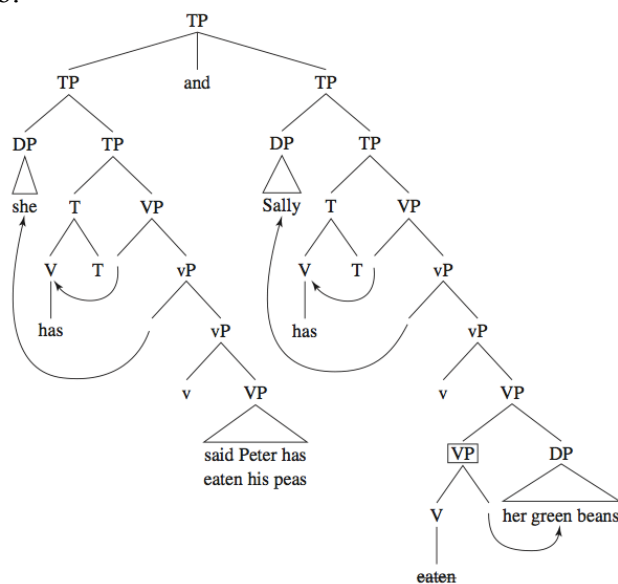 TP
TP and TP
DP TP DP TP
she T VP Sally T VP
V T vP V T vP
has vP has vP
v VP v VP
said Peter has
eaten his peas
VP DP
V her green beans
eaten